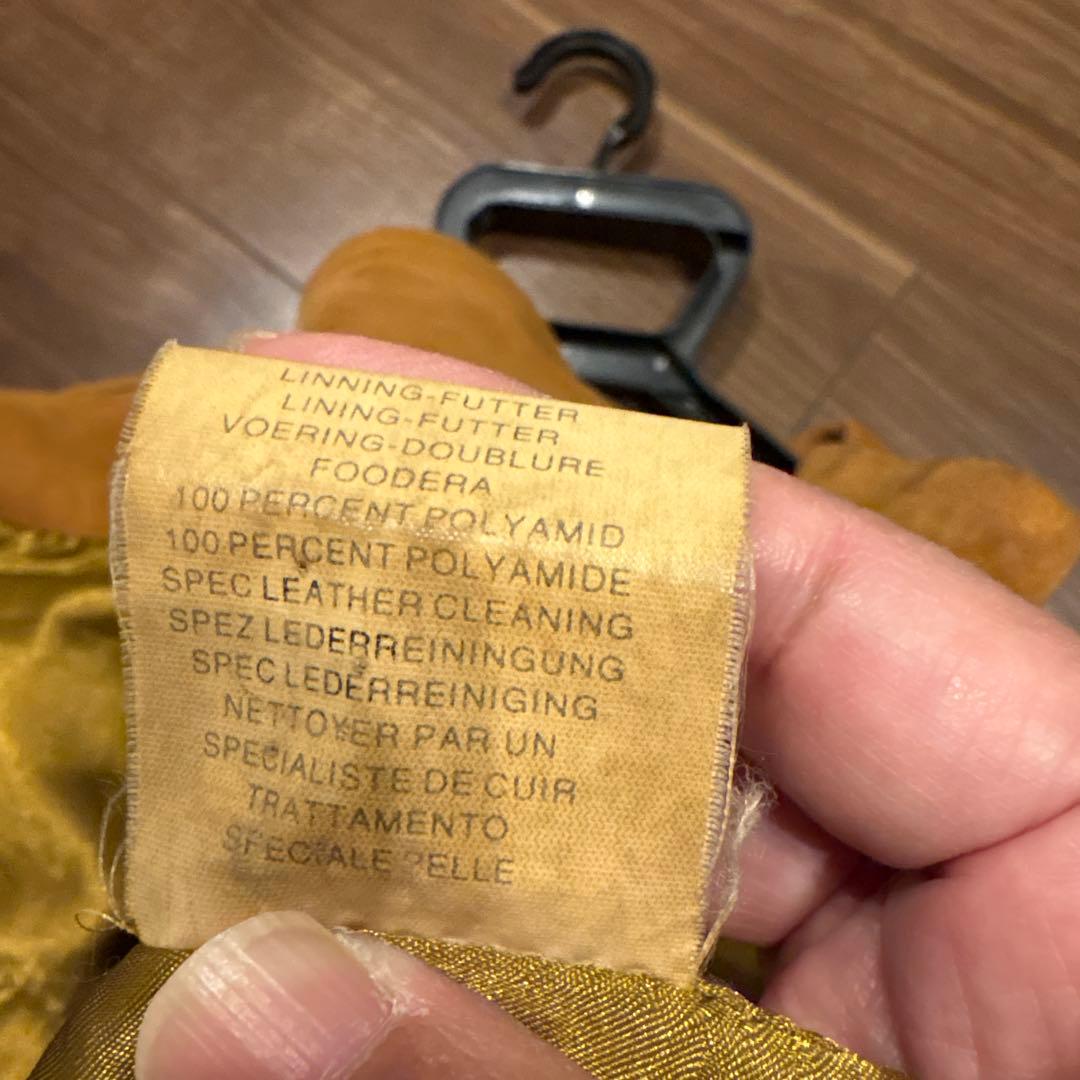 LINNING-FUTTER
LINING-FUTTER
VOERING-DOUBLURE
FOODERA
100 PERCENT POLYAMID
100 PERCENT POLYAMIDE
SPEC LEATHER CLEANING
SPEZ LEDERREININGUNG
SPEC LEDERREINIGING
NETTOYER PAR UN
SPECIALISTE DE CUIR
TRATTAMENTO
SPECIALE PELLE